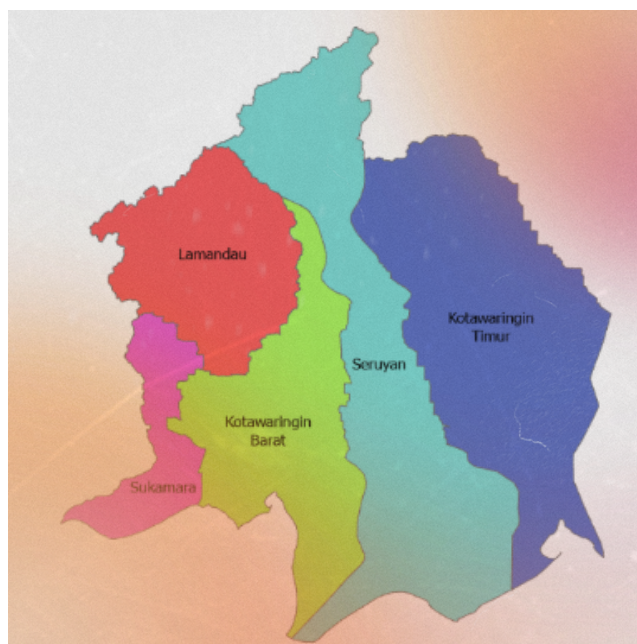 Lamandau
Kotawaringin
Timur
Seruyan
Kotawaringin
Barat
Sukamara